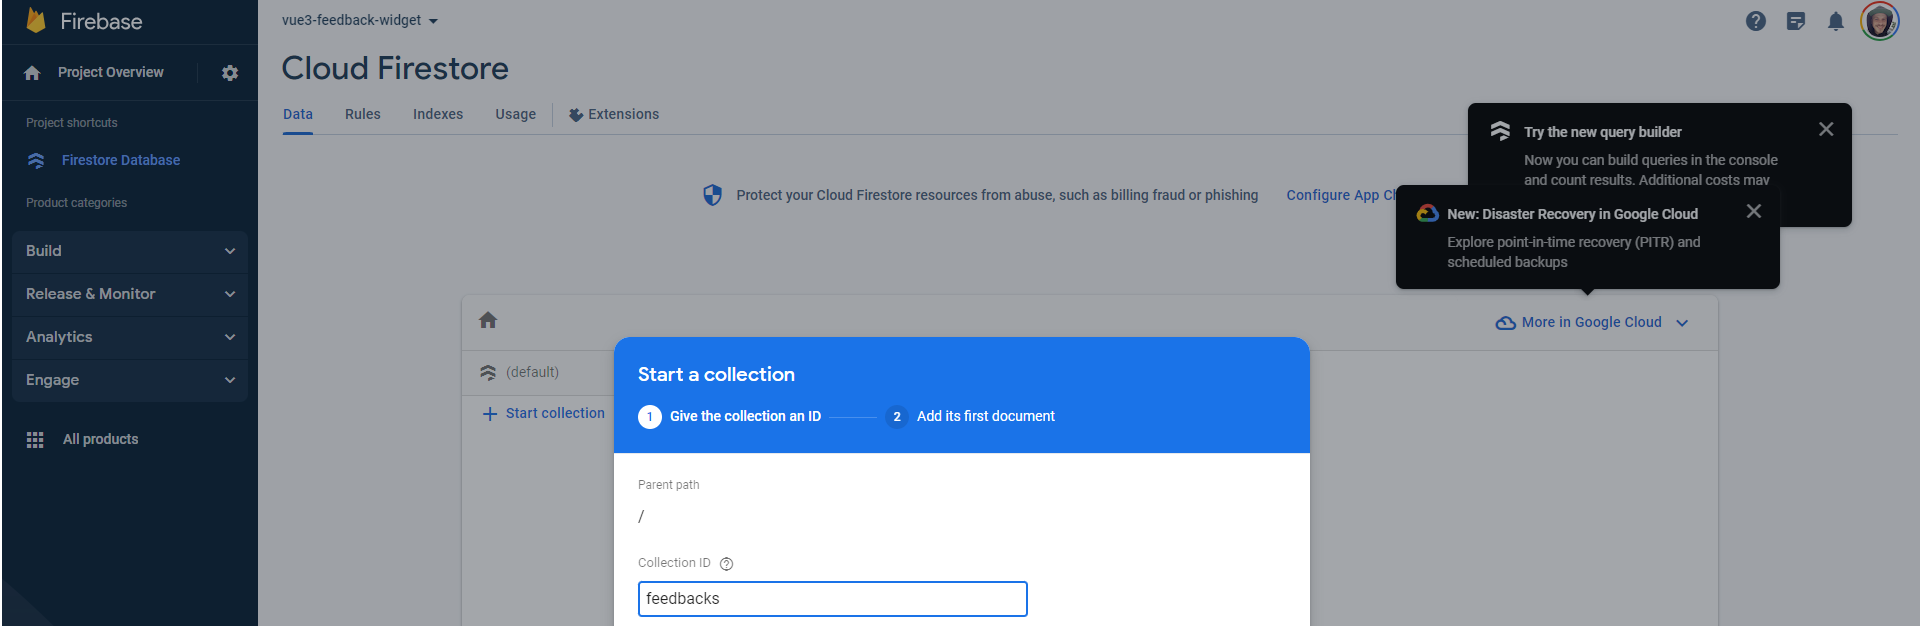 Firebase
Project Overview
Project shortcuts
Firestore Database
Product categories
Build
Release & Monitor
Analytics
Engage
All products
vue3-feedback-widget
Cloud Firestore
Data Rules Indexes Usage Extensions
Protect your Cloud Firestore resources from abuse, such as billing fraud or phishing Configure App
Try the new query builder
Now you can build queries in the console
and count results. Additional costs may
New: Disaster Recovery in Google Cloud
Explore point-in-time recovery (PITR) and
scheduled backups
More in Google Cloud
(default)
Start collection
Start a collection
1 Give the collection an ID 2 Add its first document
Parent path
/
Collection ID
feedbacks